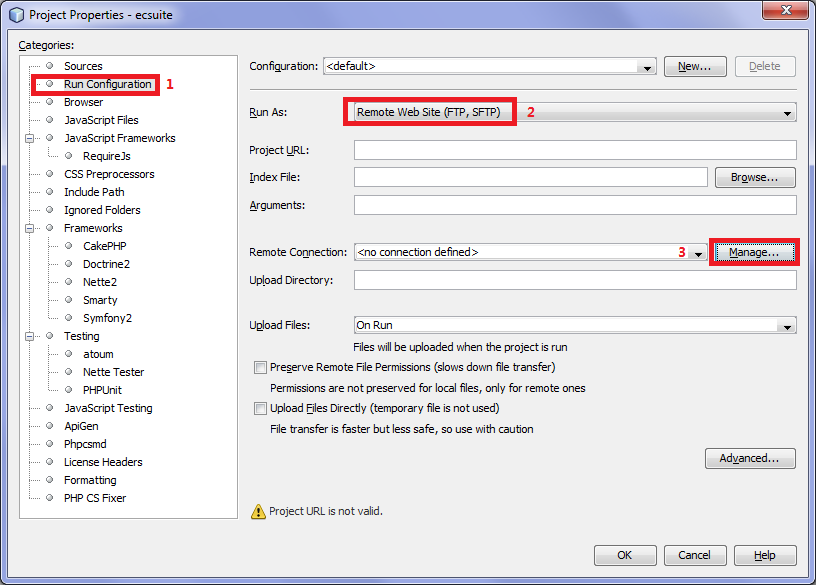 Project Properties - ecsuite
Categories:
Sources
Run Configuration 1
Browser
JavaScript Files
JavaScript Frameworks
RequireJs
CSS Preprocessors
Include Path
Ignored Folders
Frameworks
CakePHP
Doctrine2
Nette2
Smarty
Symfony2
Testing
atoum
Nette Tester
PHPUnit
JavaScript Testing
ApiGen
Phpcsmd
License Headers
Formatting
PHP CS Fixer
Configuration: <default> New... Delete
Run As: Remote Web Site (FTP, SFTP) 2
Project URL:
Index File: Browse...
Arguments:
Remote Connection: <no connection defined> 3 Manage...
Upload Directory:
Upload Files: On Run
Files will be uploaded when the project is run
Preserve Remote File Permissions (slows down file transfer)
Permissions are not preserved for local files, only for remote ones
Upload Files Directly (temporary file is not used)
File transfer is faster but less safe, so use with caution
Advanced...
Project URL is not valid.
OK Cancel Help